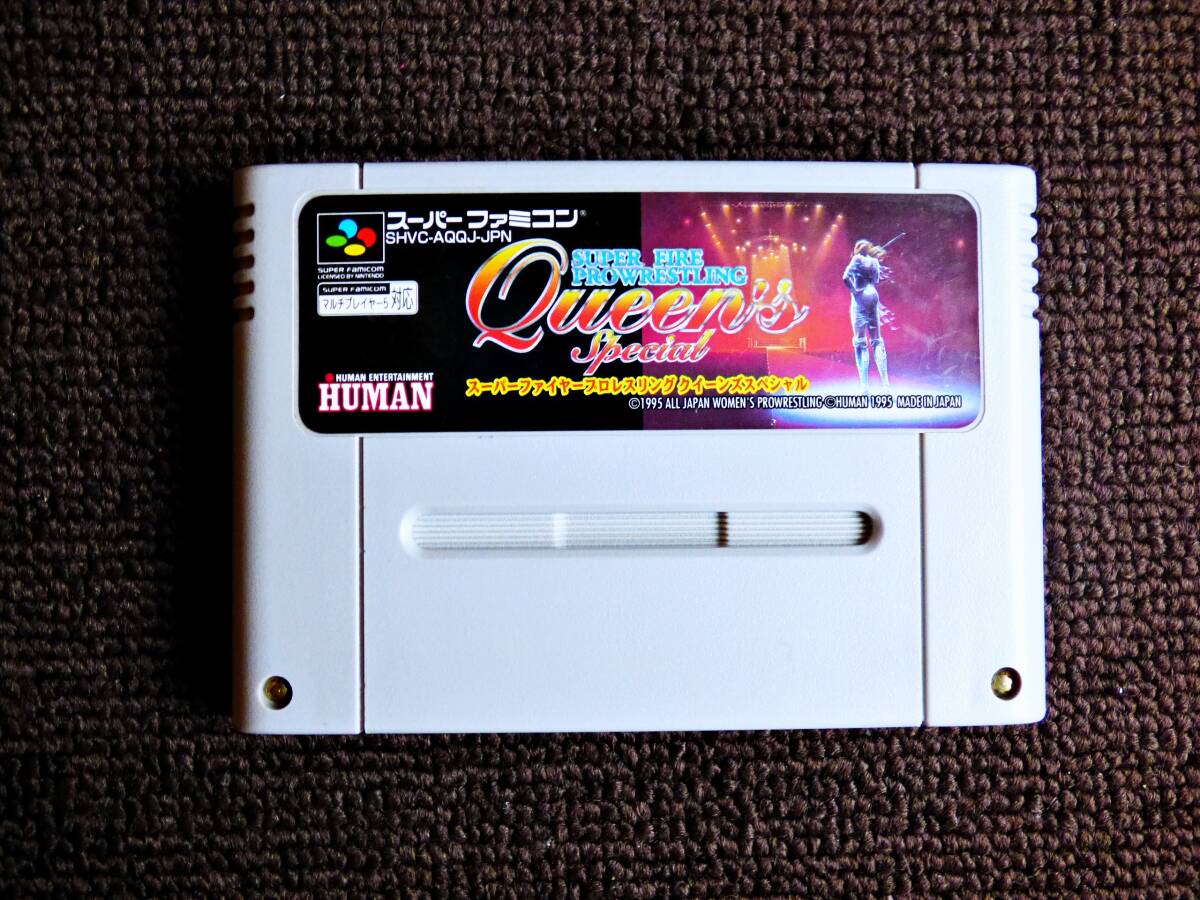 スーパーファミコン®
SHVC-AQQJ-JPN
SUPER FAMICOM
LICENSED BY NINTENDO
SUPER FAMICOM
マルチプレイヤー5 対応
SUPER FIRE
PROWRESTLING
Queen's
Special
スーパーファイヤープロレスリング クイーンズスペシャル
HUMAN ENTERTAINMENT
HUMAN
©1995 ALL JAPAN WOMEN'S PROWRESTLING ©HUMAN 1995 MADE IN JAPAN